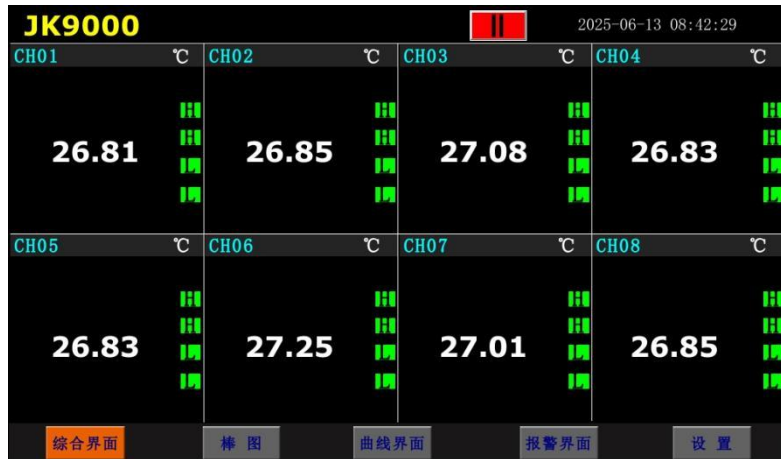 JK9000 2025-06-13 08:42:29
CH01 ℃ CH02 ℃ CH03 ℃ CH04 ℃
26.81 26.85 27.08 26.83
CH05 ℃ CH06 ℃ CH07 ℃ CH08 ℃
26.83 27.25 27.01 26.85
综合界面 棒图 曲线界面 报警界面 设置